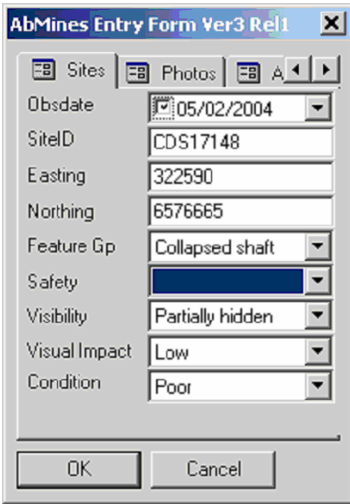 AbMines Entry Form Ver3 Rel1
Sites Photos A
Obsdate 05/02/2004
SiteID CDS17148
Easting 322590
Northing 6576665
Feature Gp Collapsed shaft
Safety
Visibility Partially hidden
Visual Impact Low
Condition Poor
OK Cancel